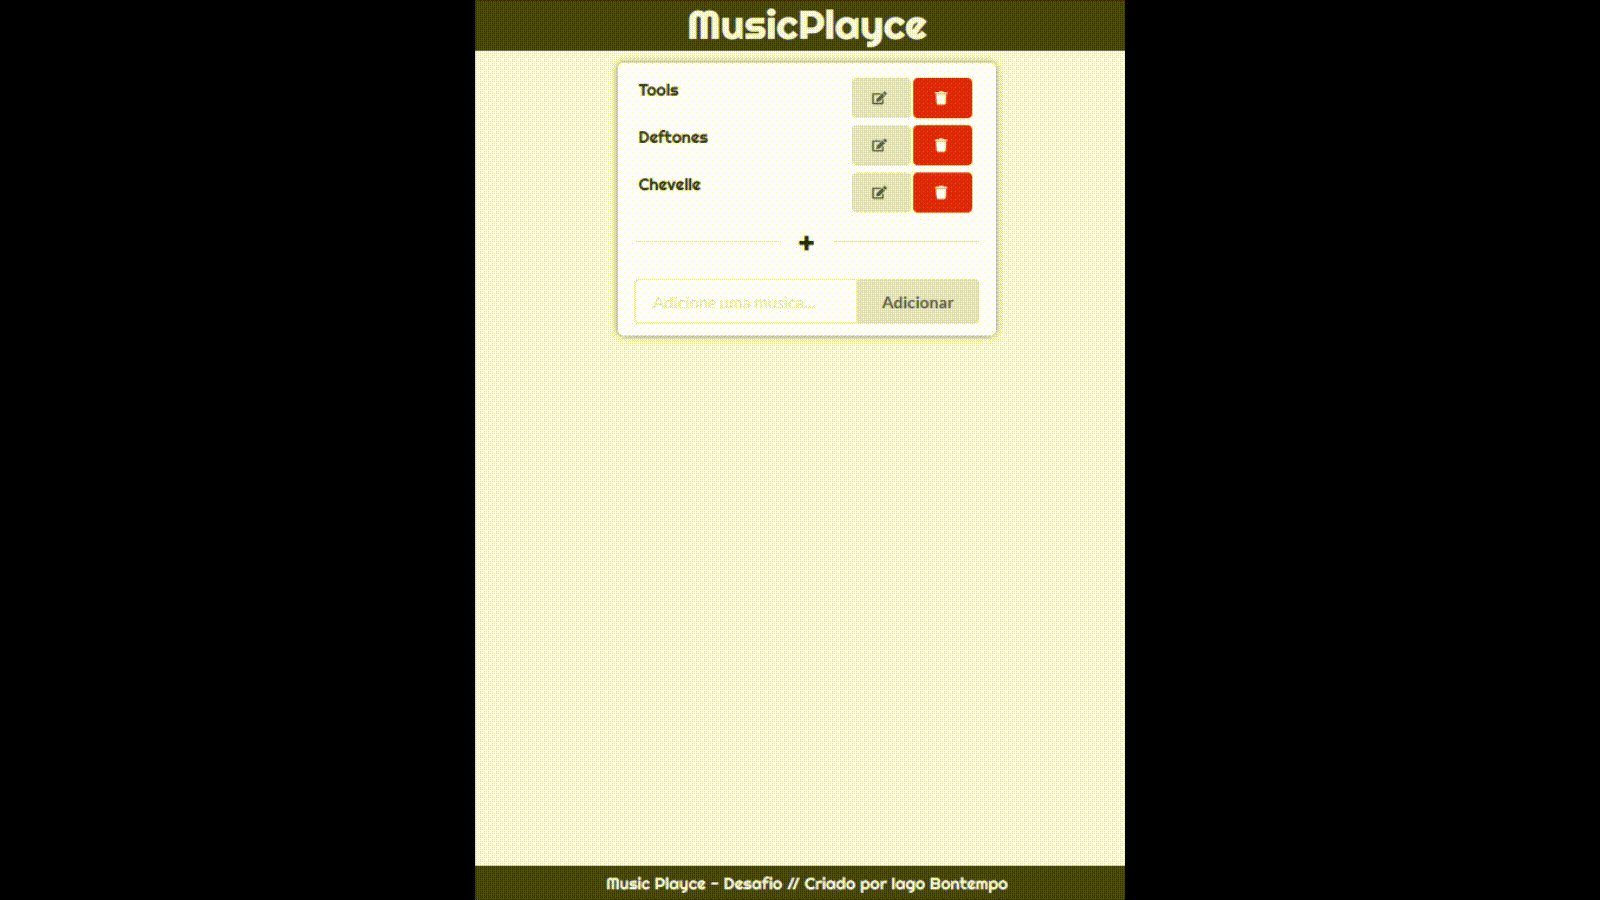 MusicPlayce
Tools
Deftones
Chevelle
Adicione uma musica...
Adicionar
Music Playce - Desafio // Criado por Iago Bontempo